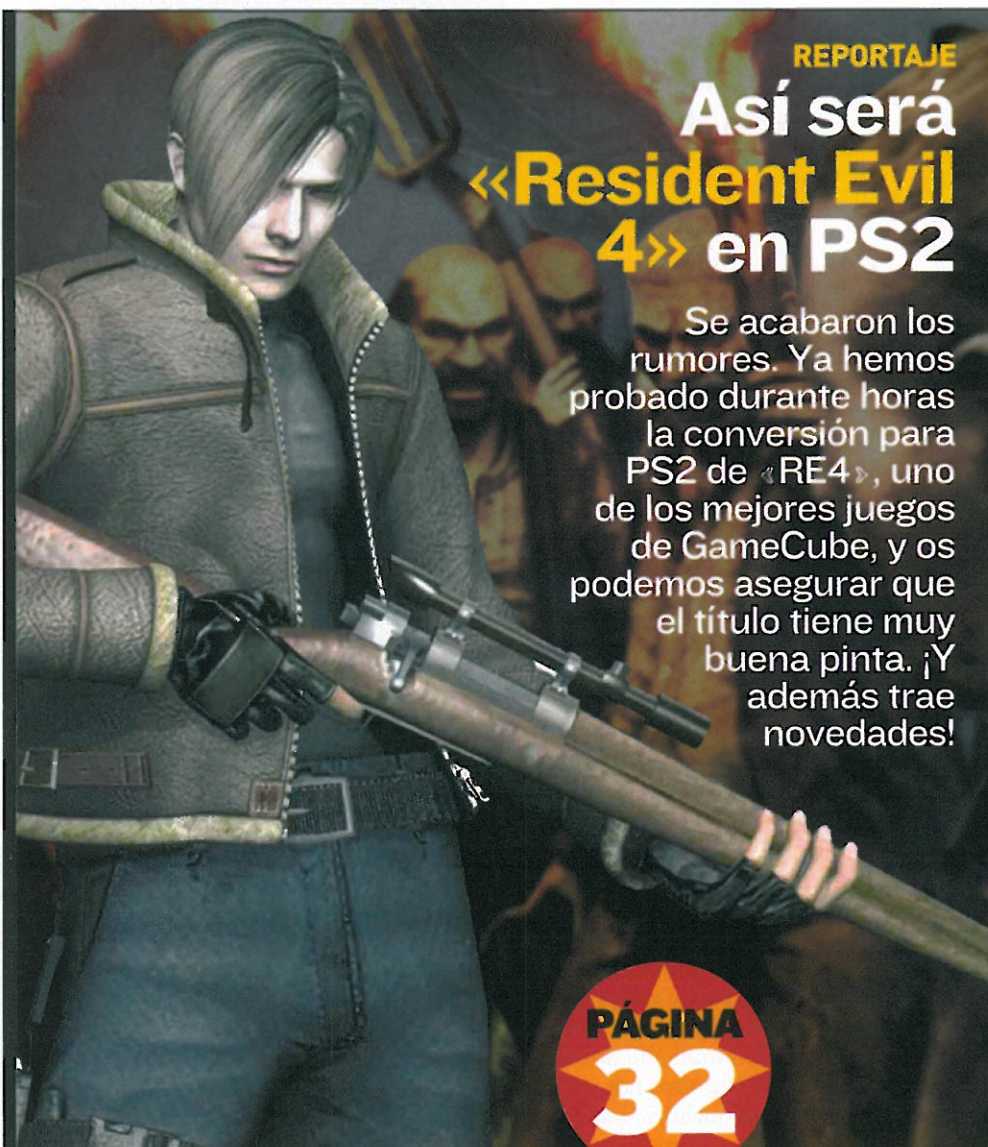 REPORTAJE
Así será
«Resident Evil
4» en PS2
Se acabaron los
rumores. Ya hemos
probado durante horas
la conversión para
PS2 de «RE4», uno
de los mejores juegos
de GameCube, y os
podemos asegurar que
el título tiene muy
buena pinta. ¡Y
además trae
novedades!
PÁGINA
32